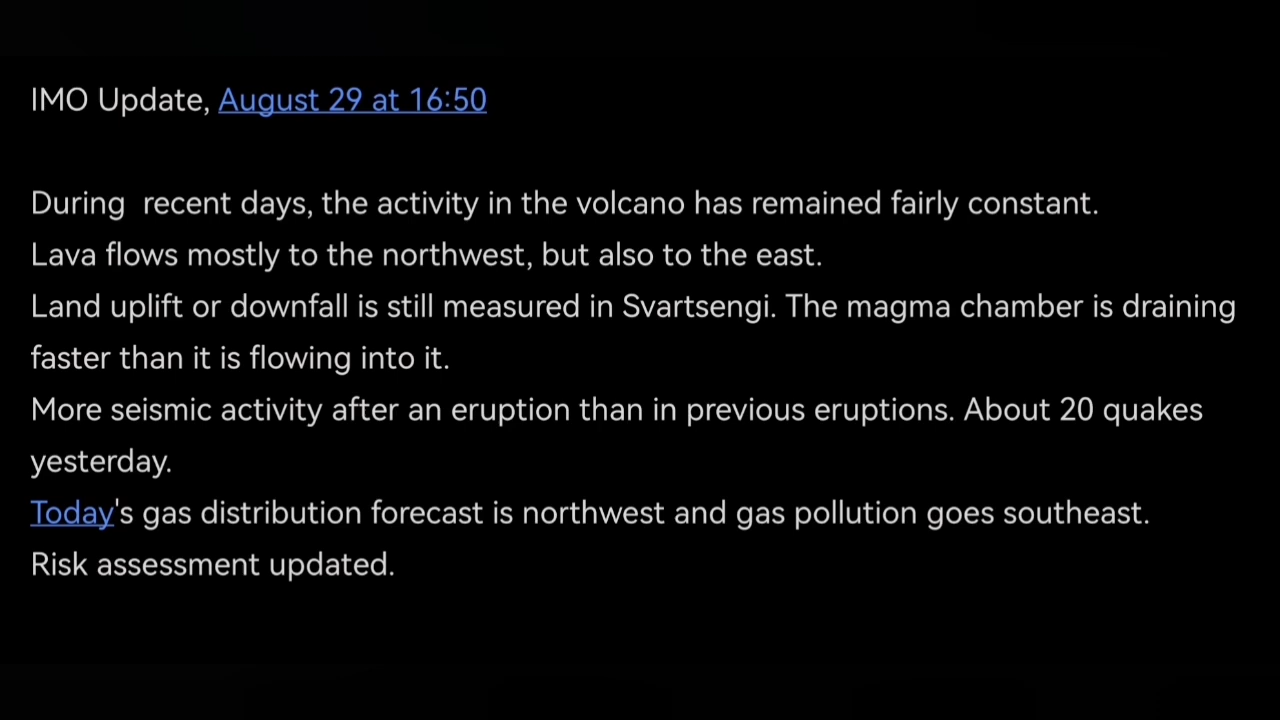 IMO Update, August 29 at 16:50
During  recent days, the activity in the volcano has remained fairly constant.
Lava flows mostly to the northwest, but also to the east.
Land uplift or downfall is still measured in Svartsengi. The magma chamber is draining
faster than it is flowing into it.
More seismic activity after an eruption than in previous eruptions. About 20 quakes
yesterday.
Today's gas distribution forecast is northwest and gas pollution goes southeast.
Risk assessment updated.